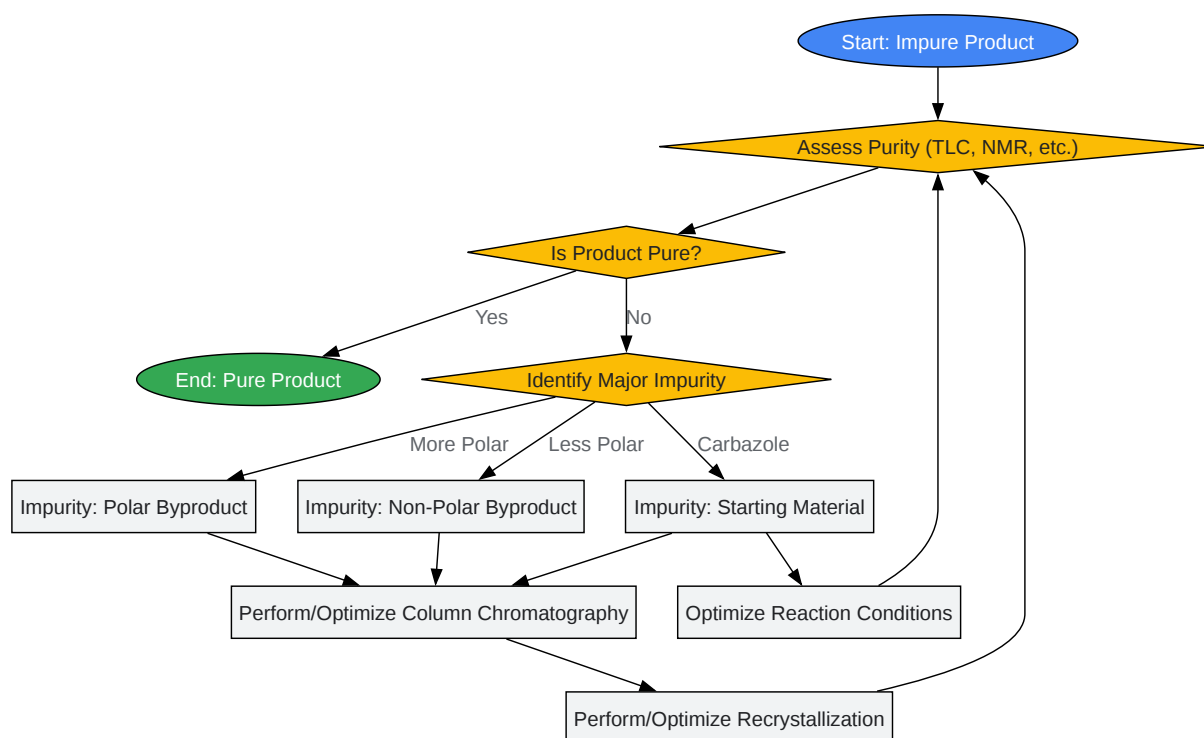 Start: Impure Product
Assess Purity (TLC, NMR, etc.)
Is Product Pure?
Yes
No
End: Pure Product
Identify Major Impurity
More Polar
Less Polar
Carbazole
Impurity: Polar Byproduct
Impurity: Non-Polar Byproduct
Impurity: Starting Material
Perform/Optimize Column Chromatography
Optimize Reaction Conditions
Perform/Optimize Recrystallization